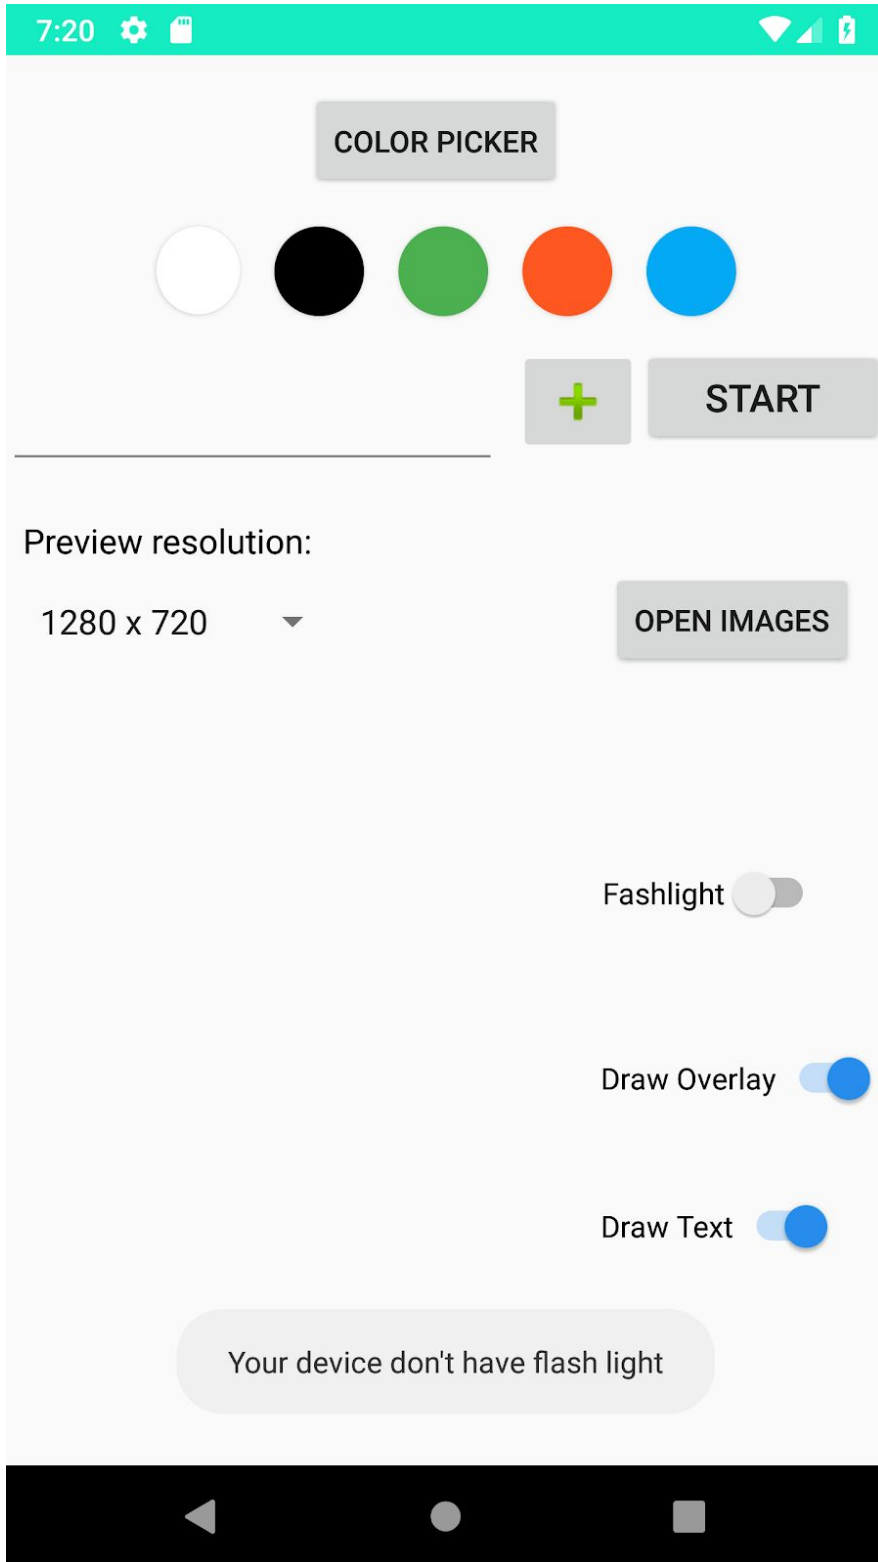 7:20
COLOR PICKER
START
Preview resolution:
1280 x 720
OPEN IMAGES
Fashlight
Draw Overlay
Draw Text
Your device don't have flash light